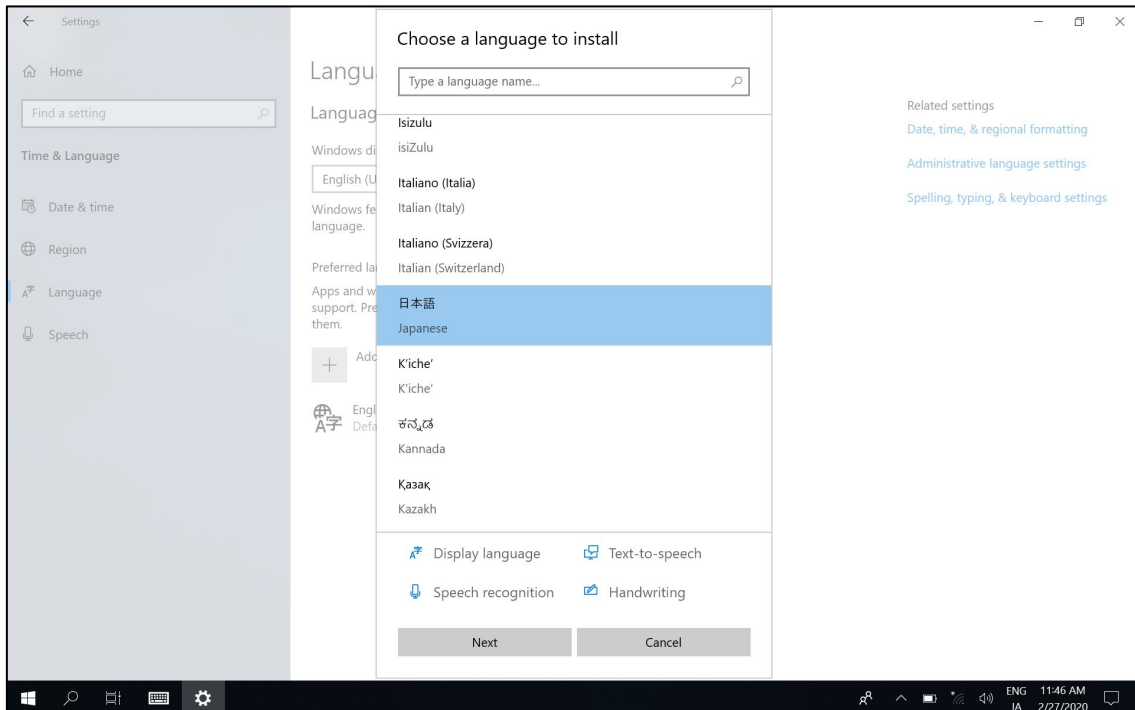 Settings
Home
Find a setting
Time & Language
Date & time
Region
Language
Speech
Langu
Languag
Windows di
English (U
Windows fe
language.
Preferred la
Apps and w
support. Pre
them.
Add
Engl
Defa
Choose a language to install
Type a language name...
Isizulu
isiZulu
Italiano (Italia)
Italian (Italy)
Italiano (Svizzera)
Italian (Switzerland)
日本語
Japanese
K'iche'
K'iche'
ಕನ್ನಡ
Kannada
Қазақ
Kazakh
Display language
Text-to-speech
Speech recognition
Handwriting
Next
Cancel
Related settings
Date, time, & regional formatting
Administrative language settings
Spelling, typing, & keyboard settings
ENG
IA
11:46 AM
2/27/2020